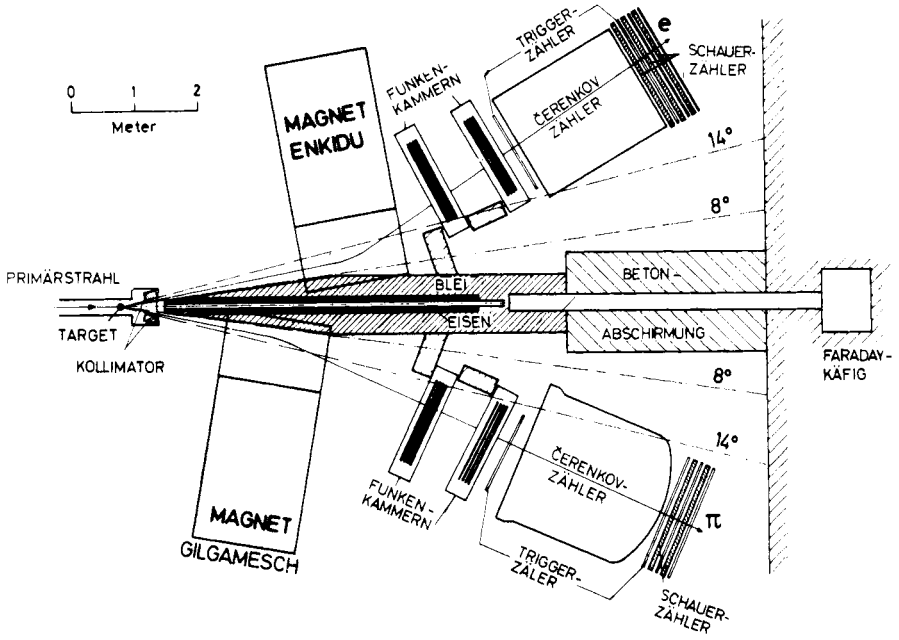 TRIGGER-
ZÄHLER
e
SCHAUER-
ZÄHLER
FUNKEN-
KAMMERN
ČERENKOV
ZÄHLER
0 1 2
Meter
MAGNET
ENKIDU
14°
8°
PRIMÄRSTRAHL
TARGET
KOLLIMATOR
BLEI
EISEN
BETON-
ABSCHIRMUNG
FARADAY-
KÄFIG
8°
14°
MAGNET
GILGAMESCH
FUNKEN-
KAMMERN
ČERENKOV-
ZÄHLER
π
TRIGGER-
ZÄLER
SCHAUER-
ZÄHLER